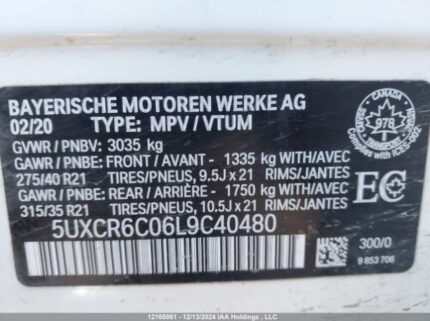 BAYERISCHE MOTOREN WERKE AG
02/20 TYPE: MPV / VTUM
GVWR / PNBV: 3035 kg
GAWR / PNBE: FRONT / AVANT - 1335 kg WITH/AVEC
275/40 R21 TIRES/PNEUS, 9.5J x 21 RIMS/JANTES
GAWR / PNBE: REAR / ARRIÈRE - 1750 kg WITH/AVEC
315/35 R21 TIRES/PNEUS, 10.5J x 21 RIMS/JANTES
5UXCR6C06L9C40480
CANADA
978
EC
300/0
9 853 706
12165861 - 12/13/2024 IAA Inc. Copyright